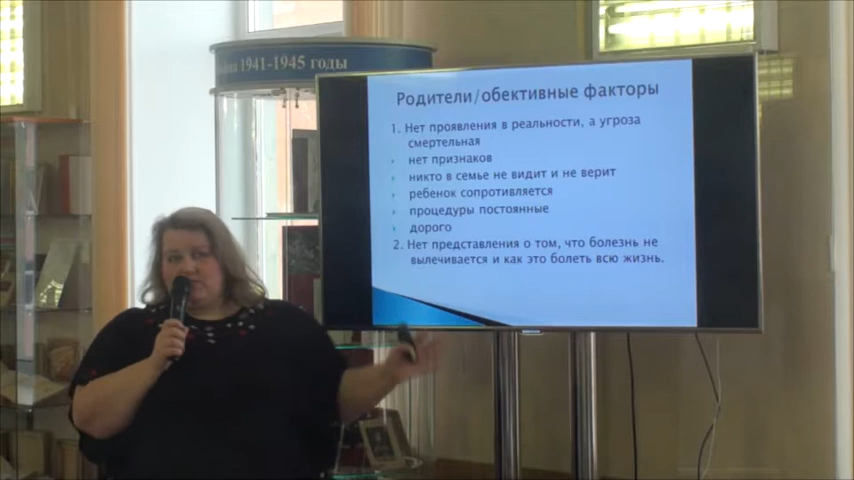 1941-1945 годы
Родители/обективные факторы
1. Нет проявления в реальности, а угроза
смертельная
нет признаков
никто в семье не видит и не верит
ребенок сопротивляется
процедуры постоянные
дорого
2. Нет представления о том, что болезнь не
вылечивается и как это болеть всю жизнь.